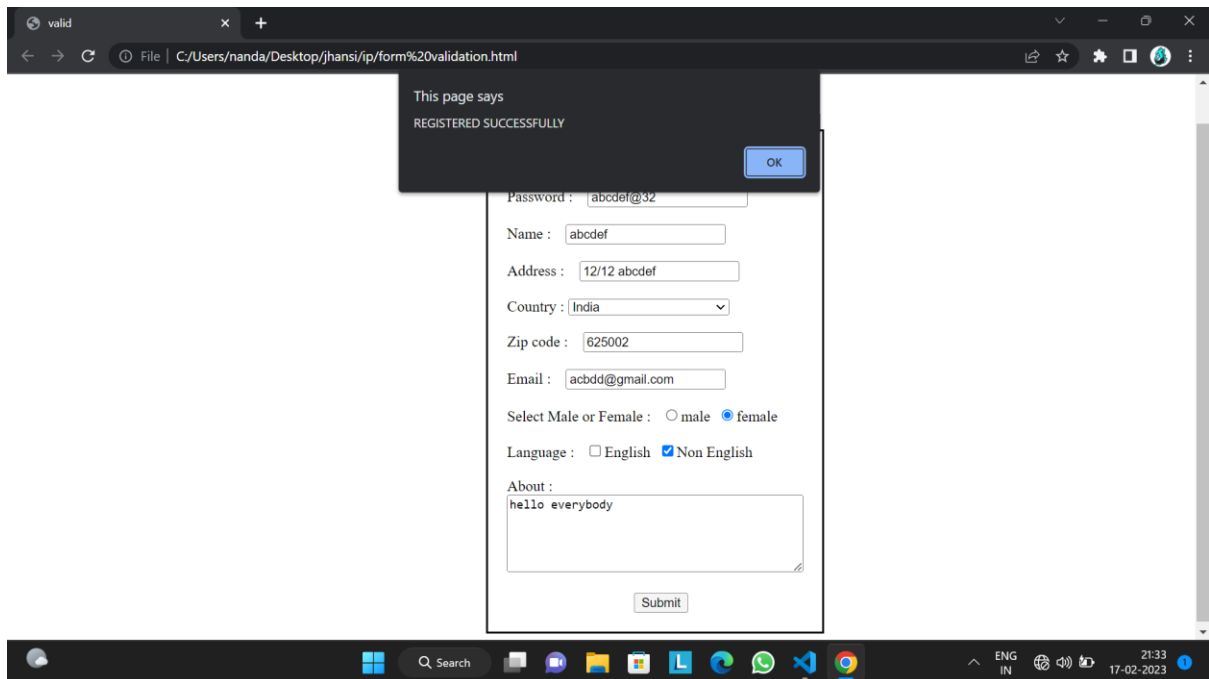 valid
File | C:/Users/nanda/Desktop/jhansi/ip/form%20validation.html
This page says
REGISTERED SUCCESSFULLY
OK
Password : abcdef@32
Name : abcdef
Address : 12/12 abcdef
Country : India
Zip code : 625002
Email : acbdd@gmail.com
Select Male or Female : male female
Language : English Non English
About :
hello everybody
Submit
Search
L
ENG
IN
21:33
17-02-2023
1